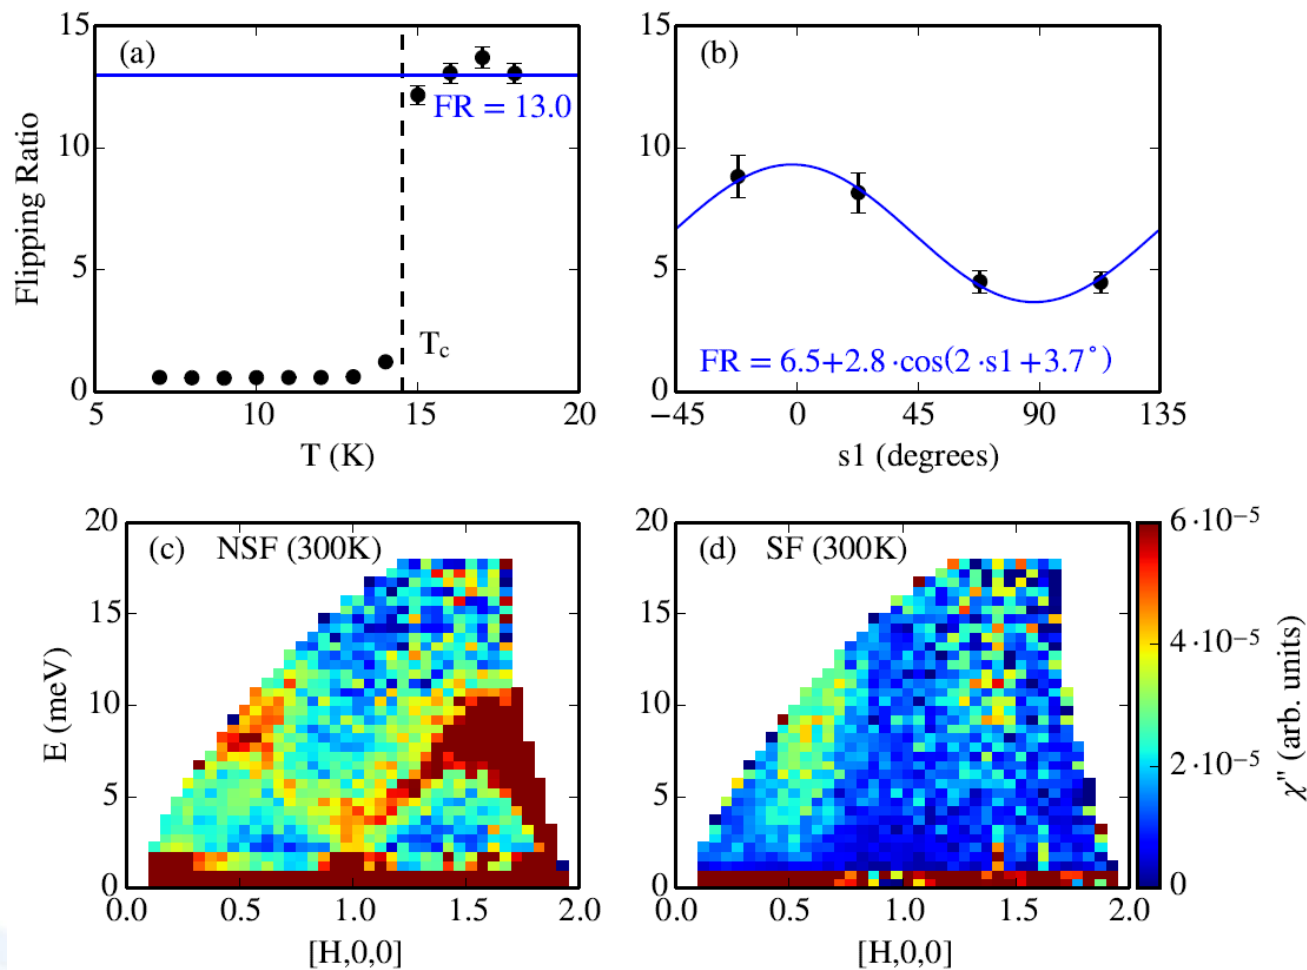 15
10
5
0
Flipping Ratio
(a)
FR = 13.0
T_c
5 10 15 20
T (K)
15
10
5
0
(b)
FR = 6.5+2.8·cos(2·s1+3.7°)
−45 0 45 90 135
s1 (degrees)
20
15
10
5
0
E (meV)
(c) NSF (300K)
0.0 0.5 1.0 1.5 2.0
[H,0,0]
20
15
10
5
0
(d) SF (300K)
0.0 0.5 1.0 1.5 2.0
[H,0,0]
6·10⁻⁵
4·10⁻⁵
2·10⁻⁵
0
χ" (arb. units)